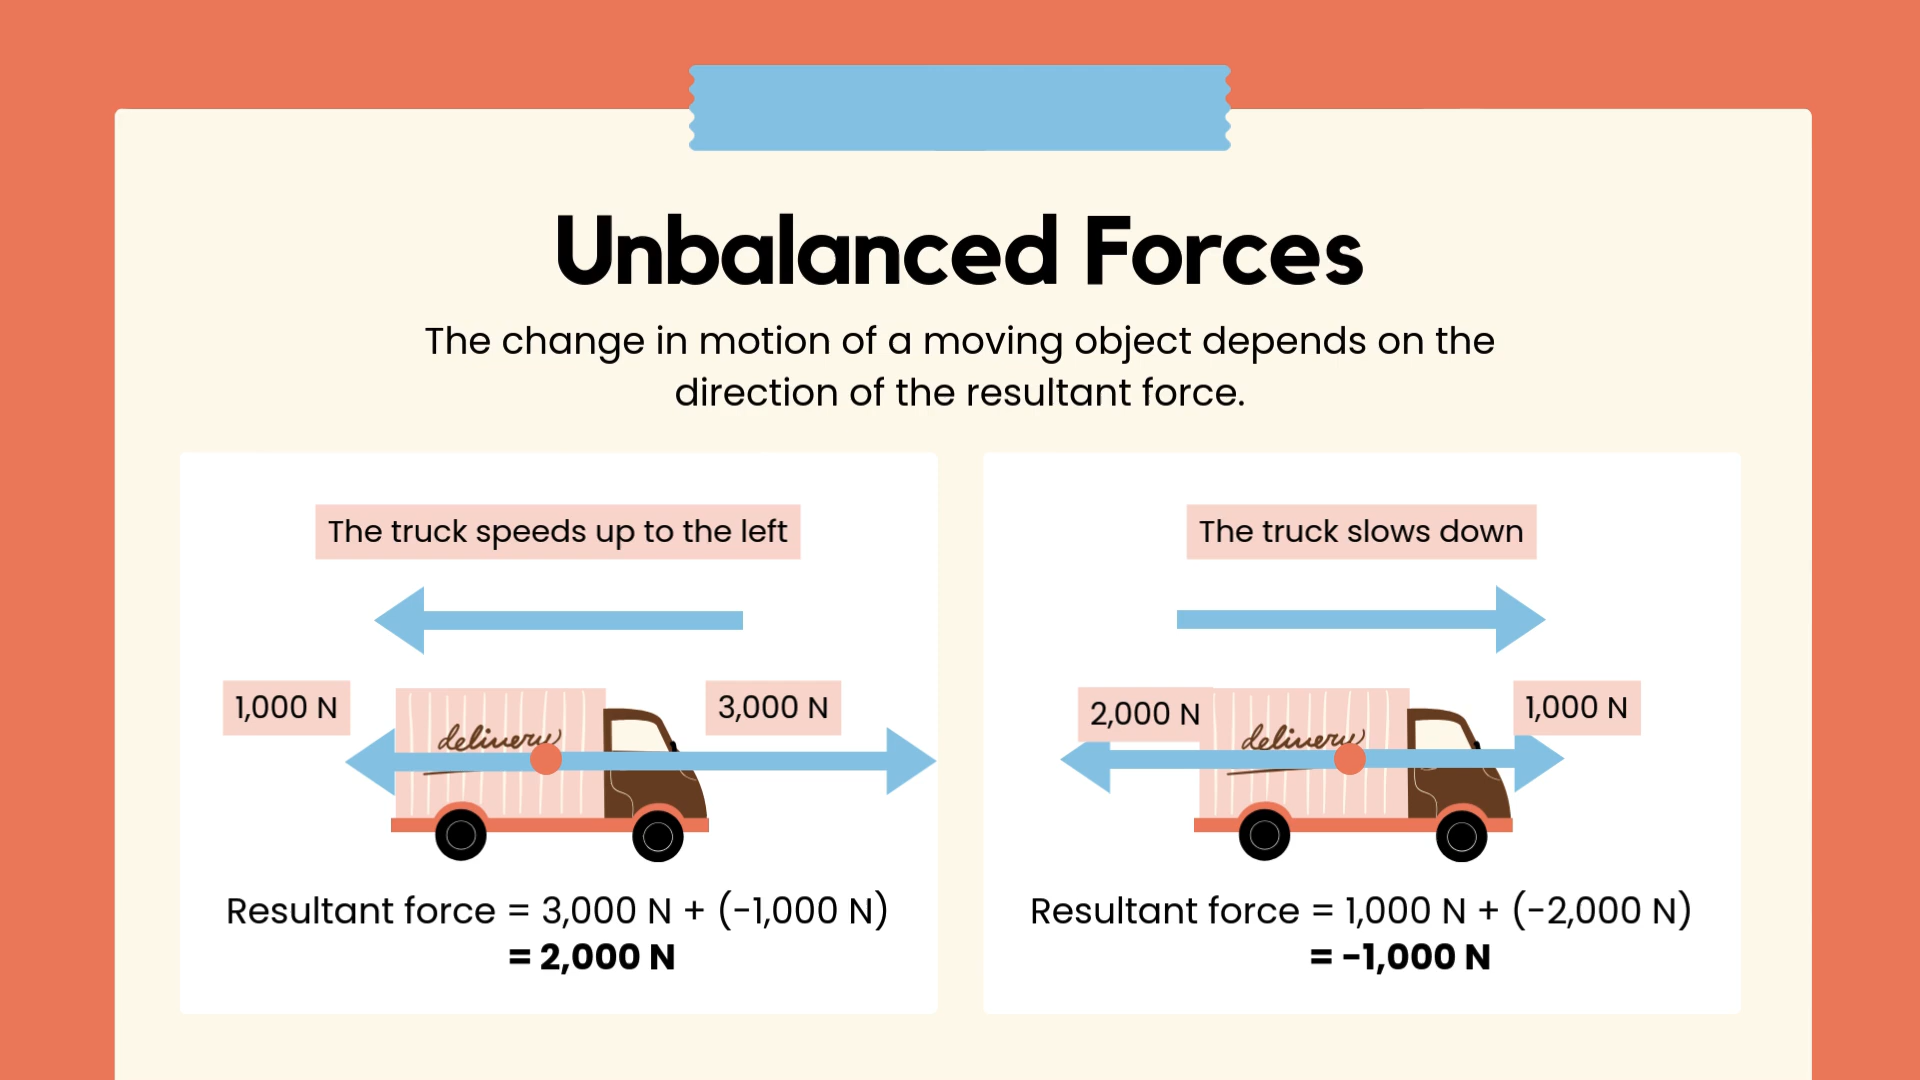 Unbalanced Forces
The change in motion of a moving object depends on the
direction of the resultant force.
The truck speeds up to the left
1,000 N
3,000 N
delivery
Resultant force = 3,000 N + (-1,000 N)
= 2,000 N
The truck slows down
2,000 N
1,000 N
delivery
Resultant force = 1,000 N + (-2,000 N)
= -1,000 N